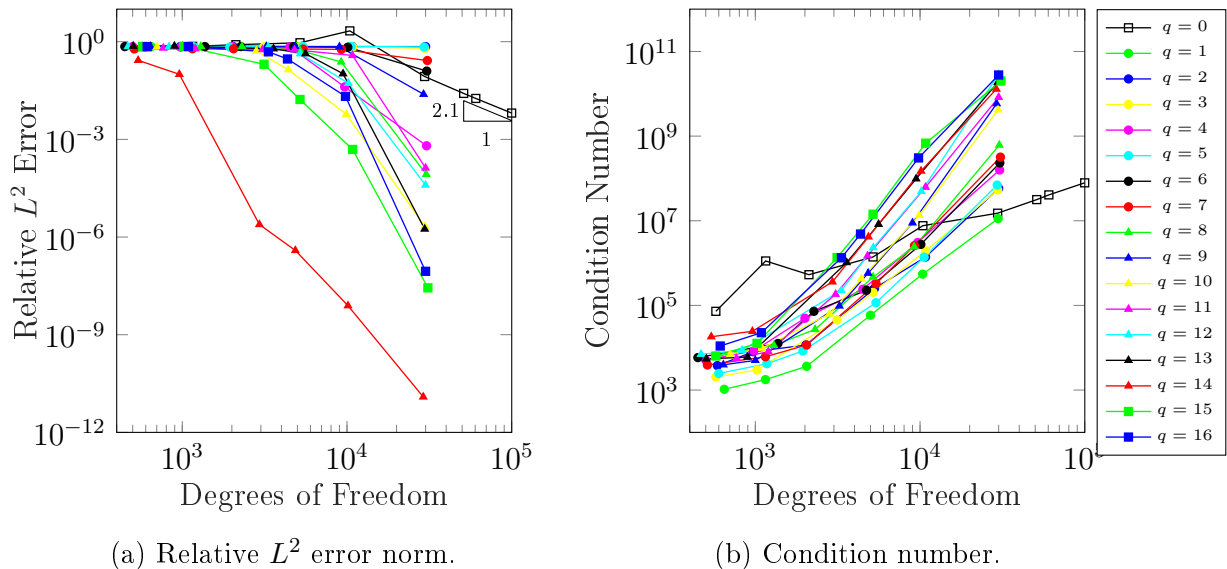 10^0
10^−3
10^−6
10^−9
10^−12
Relative L^2 Error
2.1
1
10^3
10^4
10^5
Degrees of Freedom
(a) Relative L^2 error norm.
10^11
10^9
10^7
10^5
10^3
Condition Number
10^3
10^4
10^5
Degrees of Freedom
(b) Condition number.
q = 0
q = 1
q = 2
q = 3
q = 4
q = 5
q = 6
q = 7
q = 8
q = 9
q = 10
q = 11
q = 12
q = 13
q = 14
q = 15
q = 16